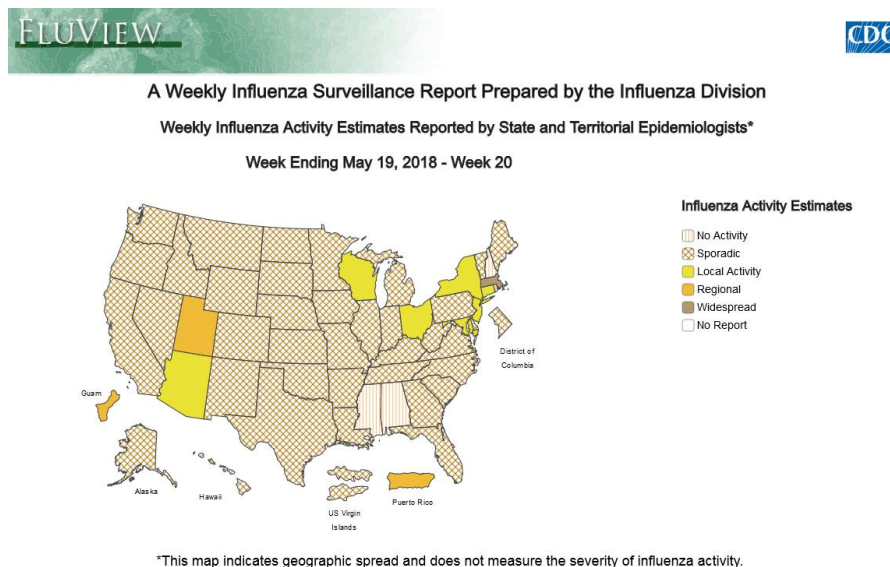 FLUVIEW
CDC
A Weekly Influenza Surveillance Report Prepared by the Influenza Division
Weekly Influenza Activity Estimates Reported by State and Territorial Epidemiologists*
Week Ending May 19, 2018 - Week 20
Influenza Activity Estimates
No Activity
Sporadic
Local Activity
Regional
Widespread
No Report
District of
Columbia
Guam
Alaska
Hawaii
US Virgin
Islands
Puerto Rico
*This map indicates geographic spread and does not measure the severity of influenza activity.